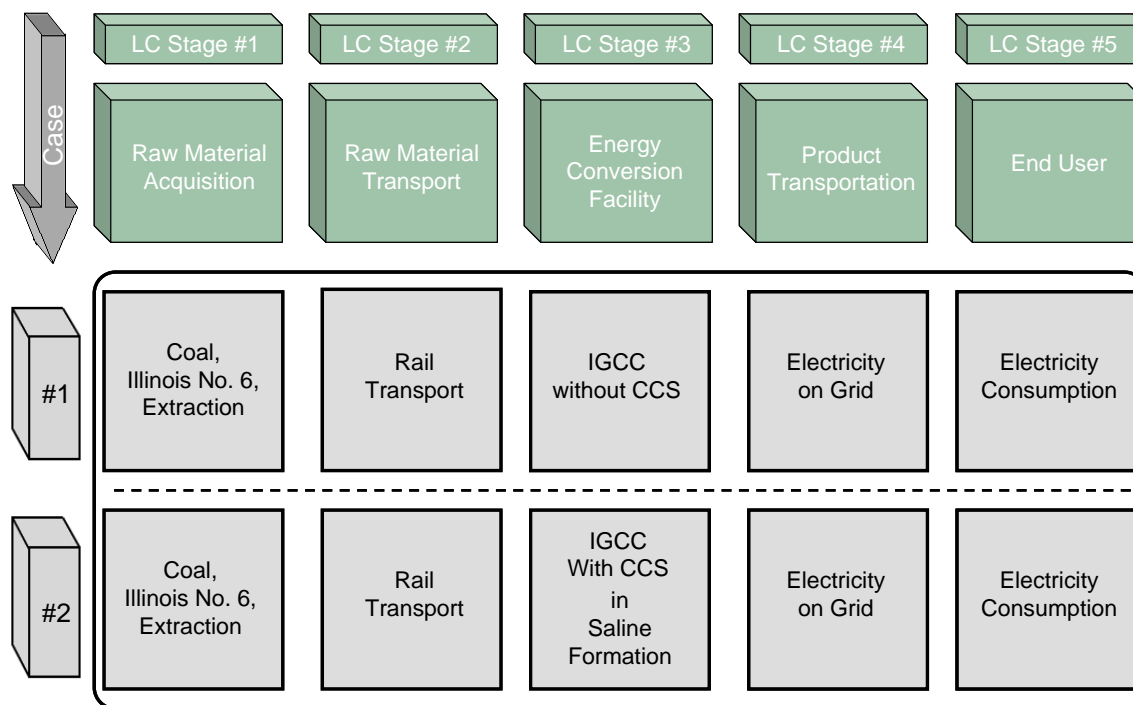 LC Stage #1
LC Stage #2
LC Stage #3
LC Stage #4
LC Stage #5
Case
Raw Material
Acquisition
Raw Material
Transport
Energy
Conversion
Facility
Product
Transportation
End User
#1
Coal,
Illinois No. 6,
Extraction
Rail
Transport
IGCC
without CCS
Electricity
on Grid
Electricity
Consumption
#2
Coal,
Illinois No. 6,
Extraction
Rail
Transport
IGCC
With CCS
in
Saline
Formation
Electricity
on Grid
Electricity
Consumption